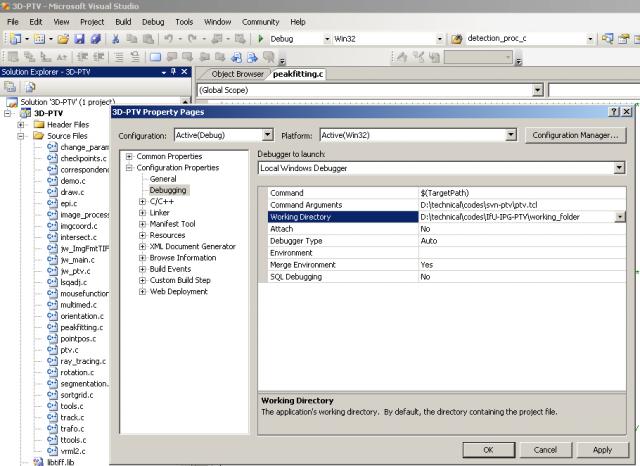 3D-PTV - Microsoft Visual Studio
File Edit View Project Build Debug Tools Window Community Help
Debug Win32 detection_proc_c
Solution Explorer - 3D-PTV
Object Browser peakfitting.c
(Global Scope)
Solution '3D-PTV' (1 project)
3D-PTV
Header Files
Source Files
change_param
checkpoints.c
correspondenc
demo.c
draw.c
epi.c
image_process
imgcoord.c
intersect.c
jw_ImgFmtTIF
jw_main.c
jw_ptv.c
lsqadj.c
mousefunction
multimed.c
orientation.c
peakfitting.c
pointpos.c
ptv.c
ray_tracing.c
rotation.c
segmentation.
sortgrid.c
tools.c
track.c
trafo.c
ttools.c
vrml2.c
libtiff.lib
3D-PTV Property Pages
Configuration: Active(Debug) Platform: Active(Win32) Configuration Manager...
Common Properties
Configuration Properties
General
Debugging
C/C++
Linker
Manifest Tool
Resources
XML Document Generator
Browse Information
Build Events
Custom Build Step
Web Deployment
Debugger to launch:
Local Windows Debugger
Command $(TargetPath)
Command Arguments D:\technical\codes\svn-ptv\ptv.tcl
Working Directory D:\technical\codes\IfU-IPG-PTV\working_folder
Attach No
Debugger Type Auto
Environment
Merge Environment Yes
SQL Debugging No
Working Directory
The application's working directory. By default, the directory containing the project file.
OK Cancel Apply